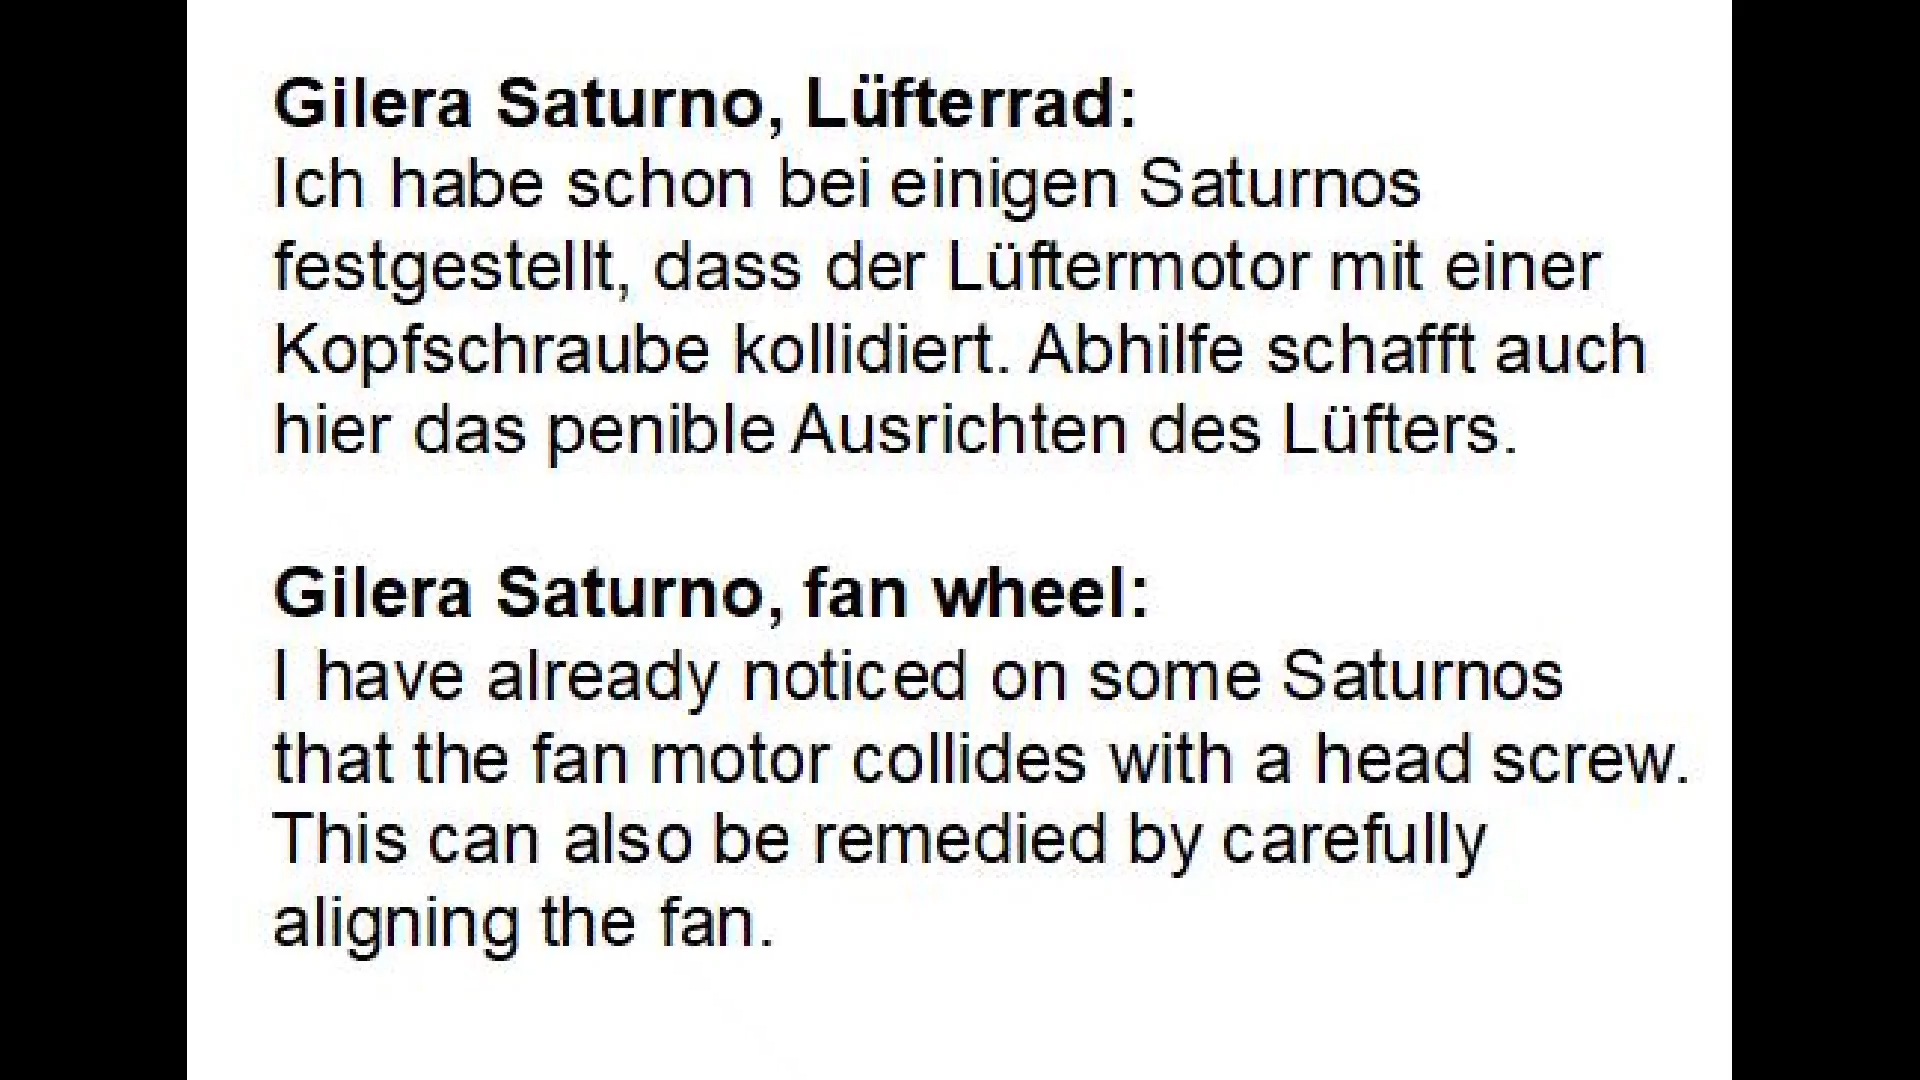 Gilera Saturno, Lüfterrad:
Ich habe schon bei einigen Saturnos
festgestellt, dass der Lüftermotor mit einer
Kopfschraube kollidiert. Abhilfe schafft auch
hier das penible Ausrichten des Lüfters.
Gilera Saturno, fan wheel:
I have already noticed on some Saturnos
that the fan motor collides with a head screw.
This can also be remedied by carefully
aligning the fan.